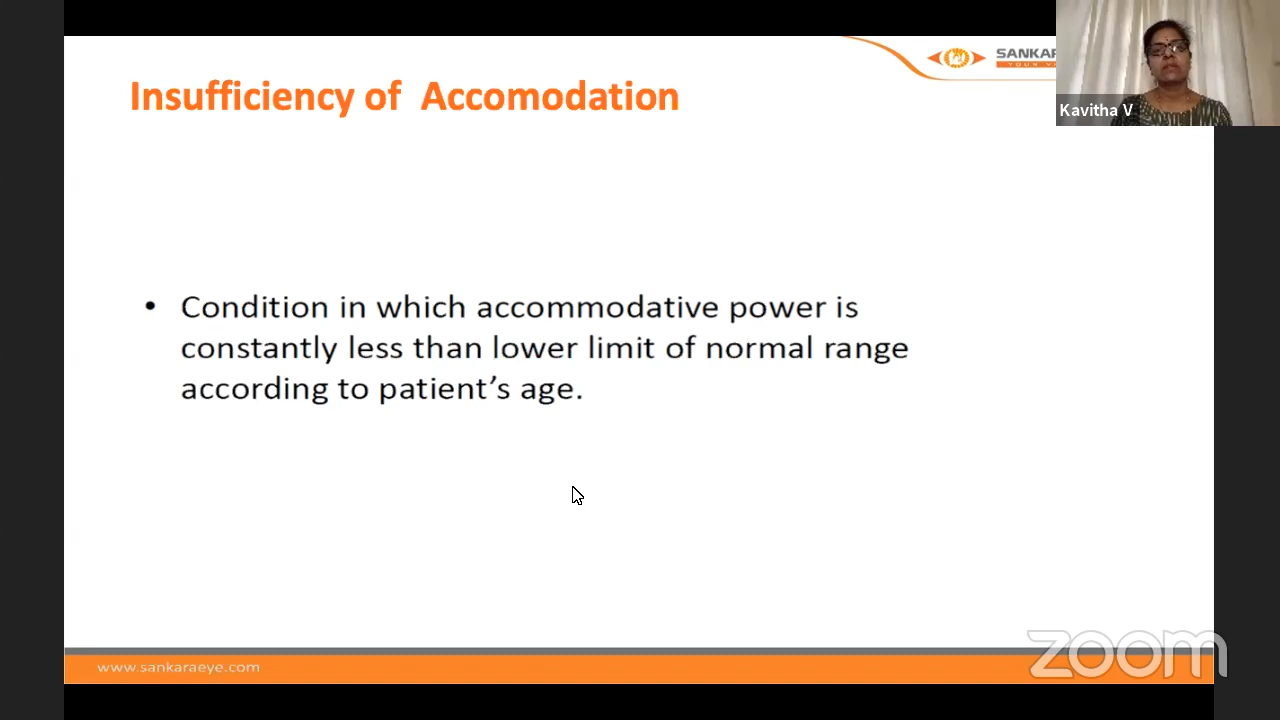 Insufficiency of Accomodation
SANKARA
Kavitha V
• Condition in which accommodative power is
constantly less than lower limit of normal range
according to patient's age.
www.sankaraeye.com
zoom